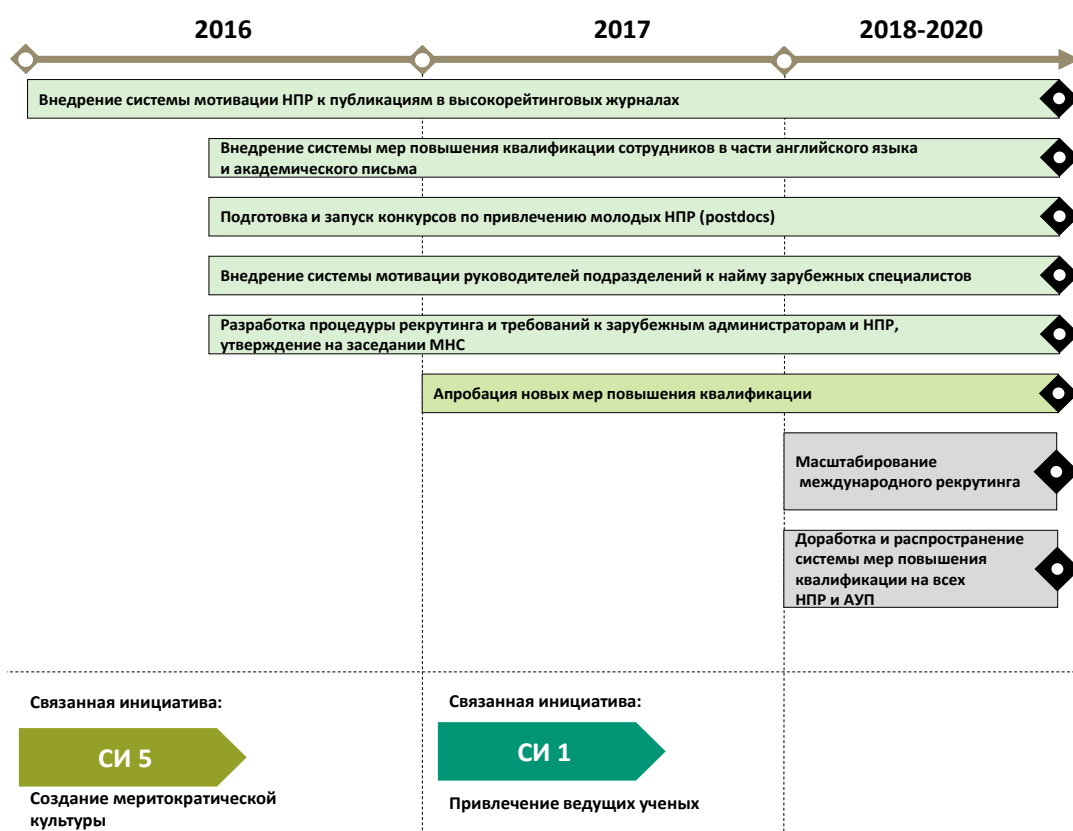 2016
2017
2018-2020
Внедрение системы мотивации НПР к публикациям в высокорейтинговых журналах
Внедрение системы мер повышения квалификации сотрудников в части английского языка
и академического письма
Подготовка и запуск конкурсов по привлечению молодых НПР (postdocs)
Внедрение системы мотивации руководителей подразделений к найму зарубежных специалистов
Разработка процедуры рекрутинга и требований к зарубежным администраторам и НПР,
утверждение на заседании МНС
Апробация новых мер повышения квалификации
Масштабирование
международного рекрутинга
Доработка и распространение
системы мер повышения
квалификации на всех
НПР и АУП
Связанная инициатива:
СИ 5
Создание меритократической
культуры
Связанная инициатива:
СИ 1
Привлечение ведущих ученых